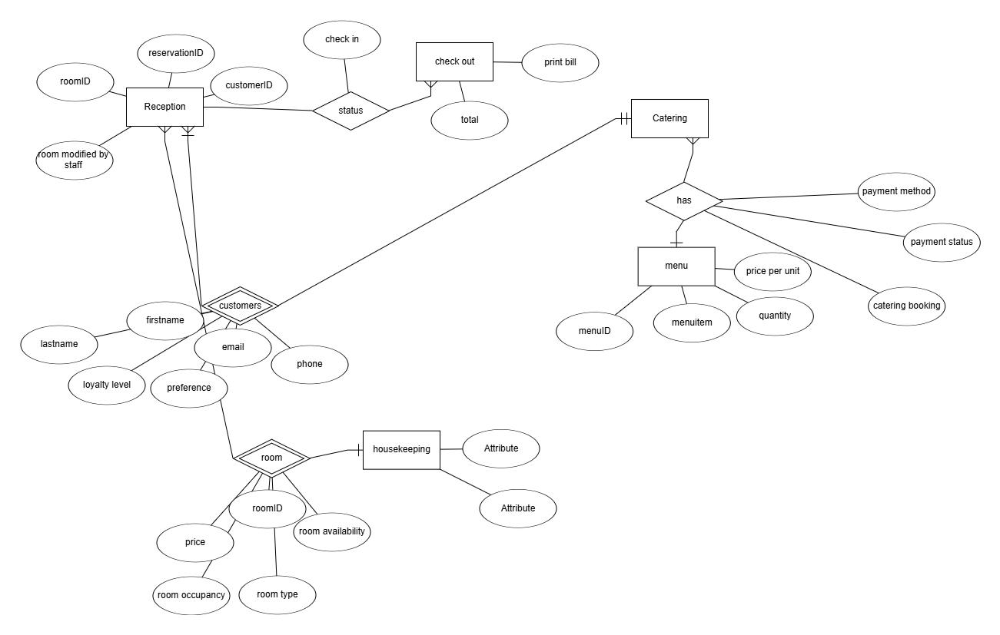 check in
reservationID
check out
print bill
roomID
customerID
Reception
status
total
Catering
room modified by
staff
has
payment method
payment status
menu
price per unit
customers
catering booking
firstname
quantity
menuitem
menuID
lastname
email
phone
loyalty level
preference
housekeeping
Attribute
room
roomID
Attribute
room availability
price
room occupancy
room type